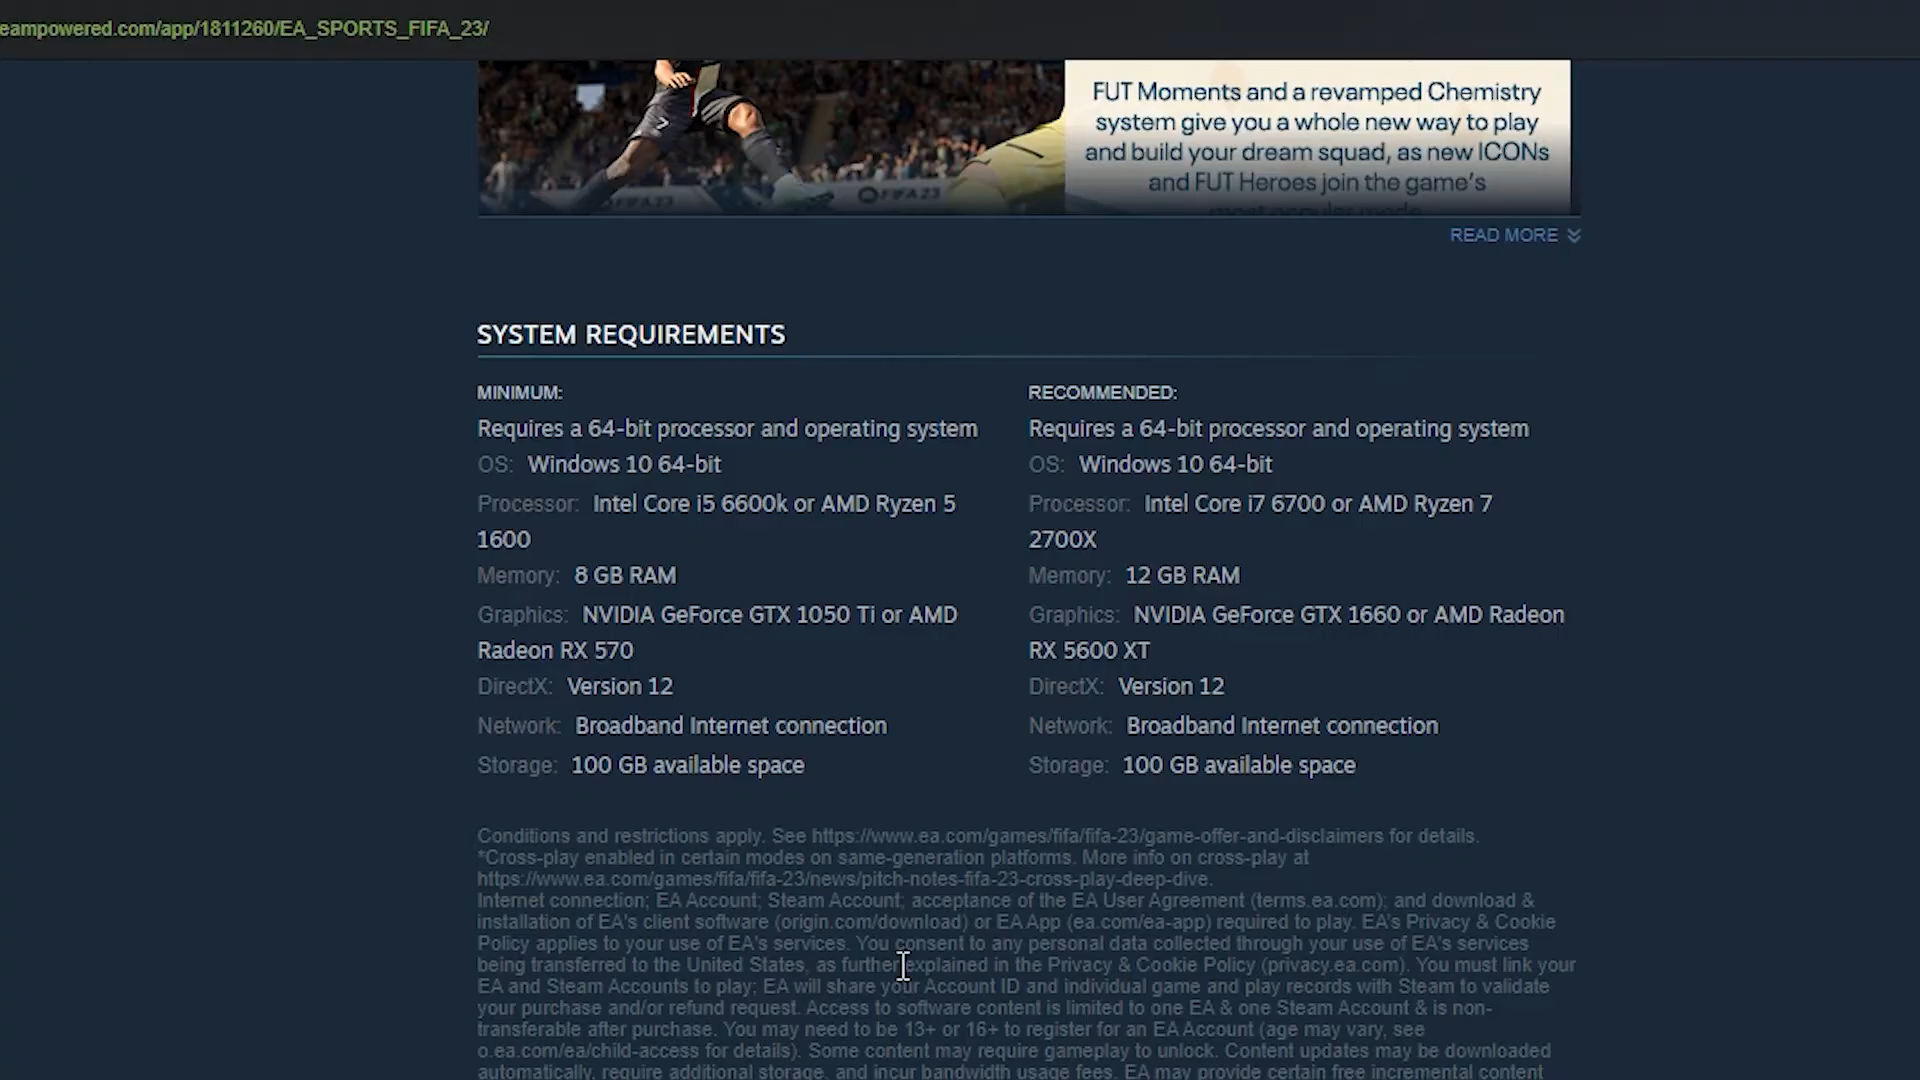 eampowered.com/app/1811260/EA_SPORTS_FIFA_23/
FUT Moments and a revamped Chemistry
system give you a whole new way to play
and build your dream squad, as new ICONs
and FUT Heroes join the game's
most popular mode.
7
FIFA 23
FIFA 23
READ MORE
SYSTEM REQUIREMENTS
MINIMUM:
Requires a 64-bit processor and operating system
OS: Windows 10 64-bit
Processor: Intel Core i5 6600k or AMD Ryzen 5
1600
Memory: 8 GB RAM
Graphics: NVIDIA GeForce GTX 1050 Ti or AMD
Radeon RX 570
DirectX: Version 12
Network: Broadband Internet connection
Storage: 100 GB available space
RECOMMENDED:
Requires a 64-bit processor and operating system
OS: Windows 10 64-bit
Processor: Intel Core i7 6700 or AMD Ryzen 7
2700X
Memory: 12 GB RAM
Graphics: NVIDIA GeForce GTX 1660 or AMD Radeon
RX 5600 XT
DirectX: Version 12
Network: Broadband Internet connection
Storage: 100 GB available space
Conditions and restrictions apply. See https://www.ea.com/games/fifa/fifa-23/game-offer-and-disclaimers for details.
*Cross-play enabled in certain modes on same-generation platforms. More info on cross-play at
https://www.ea.com/games/fifa/fifa-23/news/pitch-notes-fifa-23-cross-play-deep-dive.
Internet connection; EA Account; Steam Account; acceptance of the EA User Agreement (terms.ea.com); and download &
installation of EA's client software (origin.com/download) or EA App (ea.com/ea-app) required to play. EA's Privacy & Cookie
Policy applies to your use of EA's services. You consent to any personal data collected through your use of EA's services
being transferred to the United States, as further explained in the Privacy & Cookie Policy (privacy.ea.com). You must link your
EA and Steam Accounts to play; EA will share your Account ID and individual game and play records with Steam to validate
your purchase and/or refund request. Access to software content is limited to one EA & one Steam Account & is non-
transferable after purchase. You may need to be 13+ or 16+ to register for an EA Account (age may vary, see
o.ea.com/ea/child-access for details). Some content may require gameplay to unlock. Content updates may be downloaded
automatically, require additional storage, and incur bandwidth usage fees. EA may provide certain free incremental content